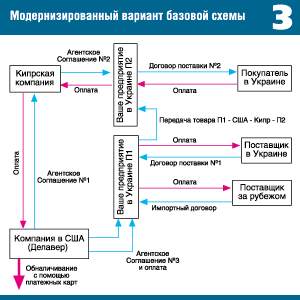 Модернизированный вариант базовой схемы
3
Агентское
Соглашение №2
Договор поставки №2
Кипрская
компания
Оплата
Ваше предприятие
в Украине П2
Оплата
Покупатель
в Украине
Передача товара П1 - США - Кипр - П2
Оплата
Оплата
Поставщик
в Украине
Договор поставки №1
Агентское
Соглашение №1
Ваше предприятие
в Украине П1
Оплата
Поставщик
за рубежом
Импортный договор
Компания в США
(Делавер)
Агентское
Соглашение №3
и оплата
Обналичивание
с помощью
платежных карт